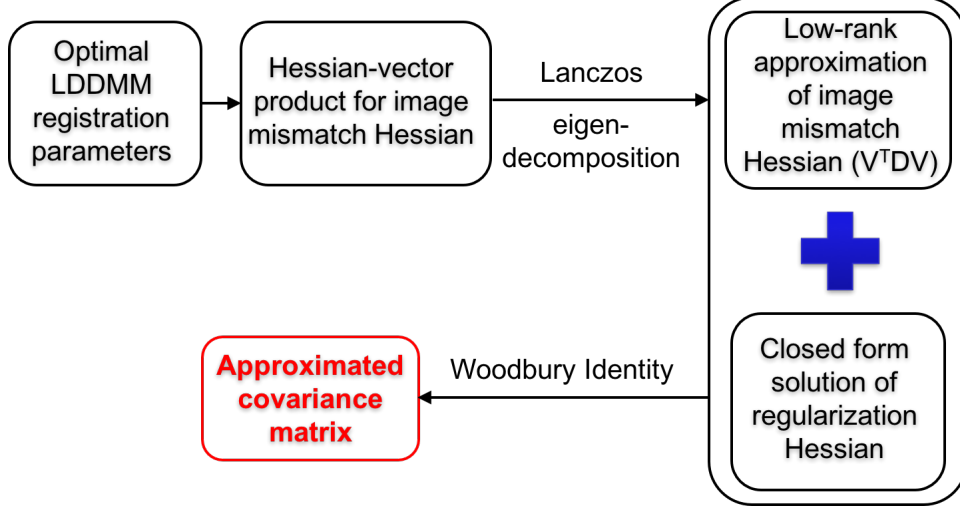 Optimal
LDDMM
registration
parameters
Hessian-vector
product for image
mismatch Hessian
Lanczos
eigen-
decomposition
Low-rank
approximation
of image
mismatch
Hessian (VᵀDV)
Closed form
solution of
regularization
Hessian
Woodbury Identity
Approximated
covariance
matrix